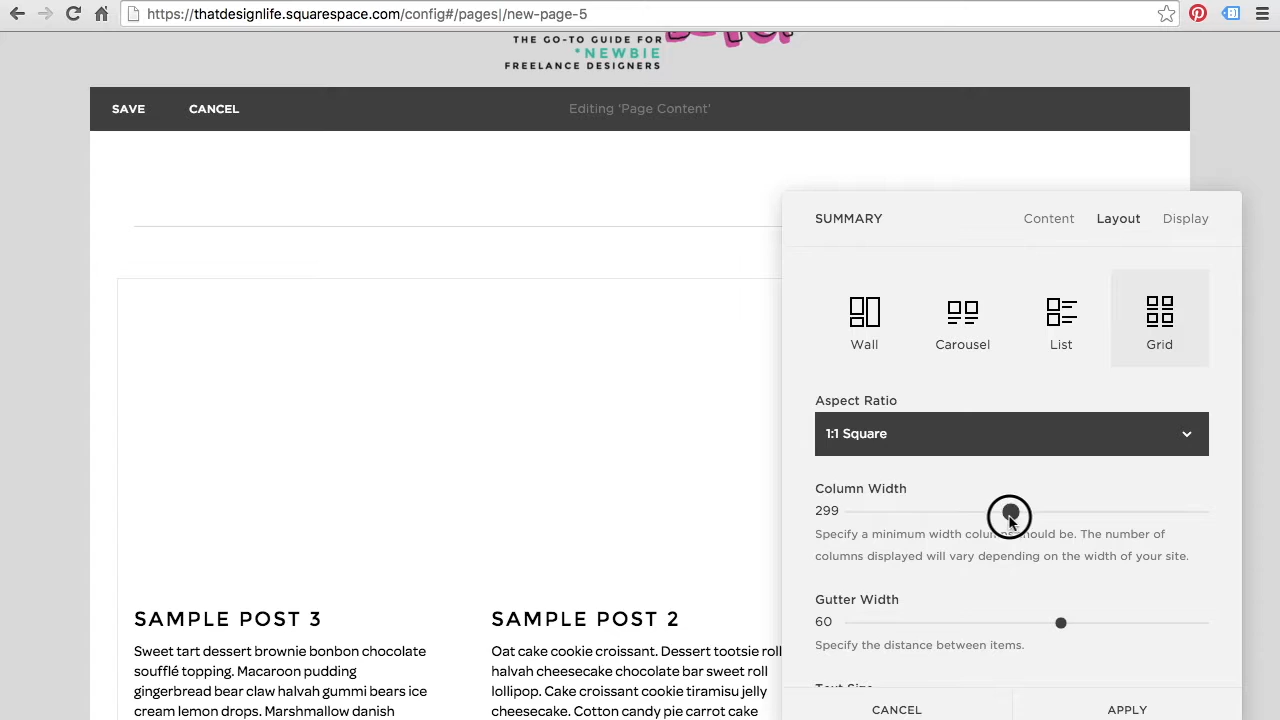 https://thatdesignlife.squarespace.com/config#/pages|/new-page-5
THE GO-TO GUIDE FOR
*NEWBIE
FREELANCE DESIGNERS
SAVE CANCEL Editing 'Page Content'
SUMMARY Content Layout Display
Wall Carousel List Grid
Aspect Ratio
1:1 Square
Column Width
299
Specify a minimum width columns should be. The number of
columns displayed will vary depending on the width of your site.
Gutter Width
60
Specify the distance between items.
Text Size
CANCEL APPLY
SAMPLE POST 3
Sweet tart dessert brownie bonbon chocolate
soufflé topping. Macaroon pudding
gingerbread bear claw halvah gummi bears ice
cream lemon drops. Marshmallow danish
SAMPLE POST 2
Oat cake cookie croissant. Dessert tootsie roll
halvah cheesecake chocolate bar sweet roll
lollipop. Cake croissant cookie tiramisu jelly
cheesecake. Cotton candy pie carrot cake